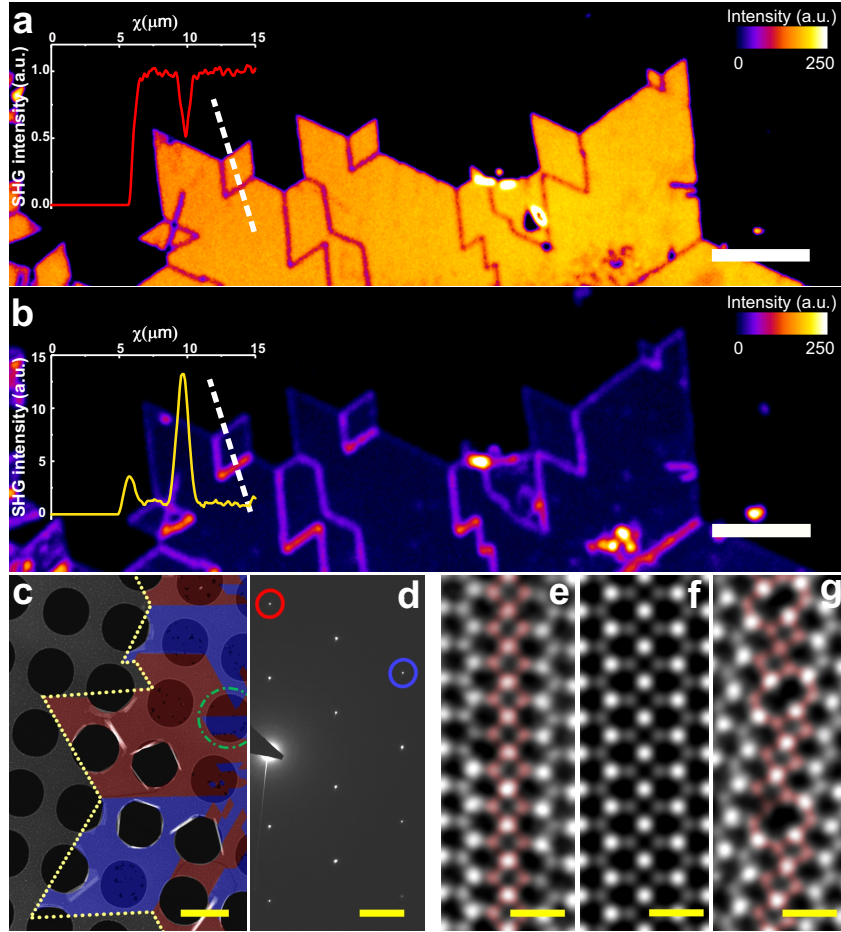 a
χ(μm)
0 5 10 15
SHG intensity (a.u.)
1.0
0.5
0.0
Intensity (a.u.)
0 250
b
χ(μm)
0 5 10 15
SHG intensity (a.u.)
15
10
5
0
Intensity (a.u.)
0 250
c d e f g